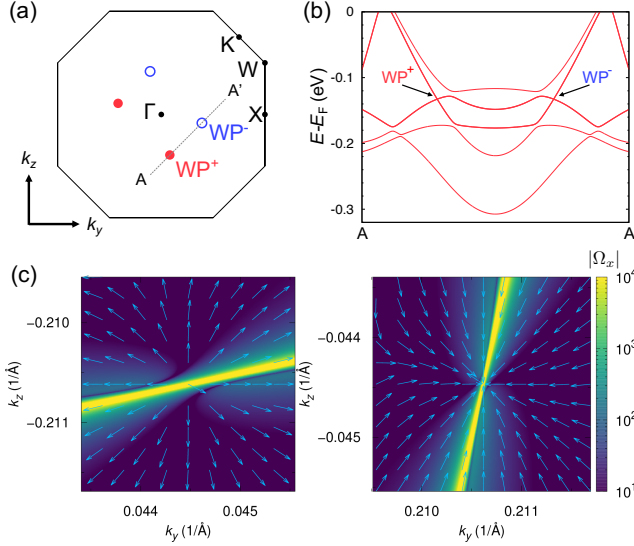 (a)
K
W
A'
Γ
X
WP⁻
WP⁺
A
k_z
k_y
(b)
E-E_F (eV)
0
-0.1
-0.2
-0.3
WP⁺
WP⁻
A
A
(c)
k_z (1/Å)
-0.210
-0.211
0.044
0.045
k_y (1/Å)
k_z (1/Å)
-0.044
-0.045
0.210
0.211
k_y (1/Å)
|Ω_x|
10⁴
10³
10²
10¹